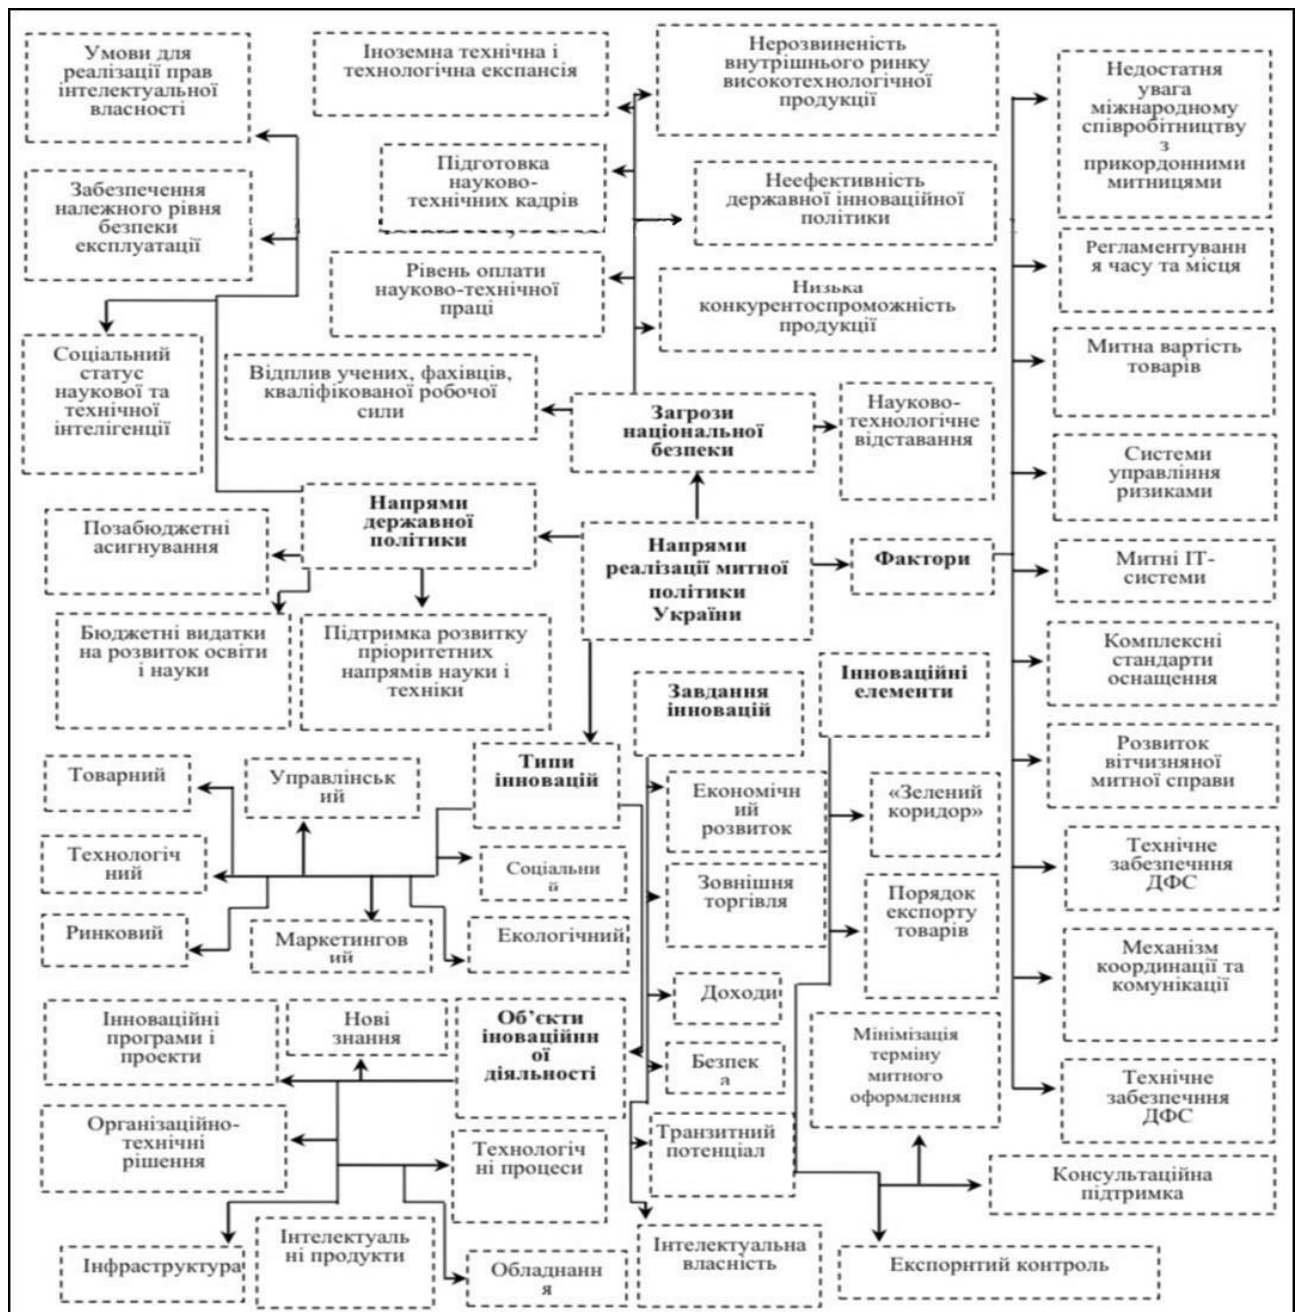 Умови для
реалізації прав
інтелектуальної
власності
Іноземна технічна і
технологічна експансія
Нерозвиненість
внутрішнього ринку
високотехнологічної
продукції
Недостатня
увага
міжнародному
співробітництву
з
прикордонними
митницями
Забезпечення
належного рівня
безпеки
експлуатації
Підготовка
науково-
технічних кадрів
Неефективність
державної інноваційної
політики
Рівень оплати
науково-технічної
праці
Низька
конкурентоспроможність
продукції
Регламентуванн
я часу та місця
Соціальний
статус
наукової та
технічної
інтелігенції
Відплив учених, фахівців,
кваліфікованої робочої
сили
Загрози
національної
безпеки
Науково-
технологічне
відставання
Митна вартість
товарів
Системи
управління
ризиками
Позабюджетні
асигнування
Напрями
державної
політики
Напрями
реалізації митної
політики
України
Фактори
Митні ІТ-
системи
Бюджетні видатки
на розвиток освіти
і науки
Підтримка розвитку
пріоритетних
напрямів науки і
техніки
Завдання
інновацій
Інноваційні
елементи
Комплексні
стандарти
оснащення
Товарний
Управлінськ
ий
Типи
інновацій
Економічн
ий
розвиток
«Зелений
коридор»
Розвиток
вітчизняної
митної справи
Технологіч
ний
Соціальни
й
Зовнішня
торгівля
Порядок
експорту
товарів
Технічне
забезпечння
ДФС
Ринковий
Маркетингов
ий
Екологічний
Доходи
Механізм
координації та
комунікації
Інноваційні
програми і
проекти
Нові
знання
Об’єкти
іноваційнн
ої
діяльності
Безпек
а
Мінімізація
терміну
митного
оформлення
Технічне
забезпечння
ДФС
Організаційно-
технічні
рішення
Технологіч
ні процеси
Транзитний
потенціал
Консультаційна
підтримка
Інфраструктура
Інтелектуаль
ні продукти
Обладнанн
я
Інтелектуальна
власність
Експорнтий контроль